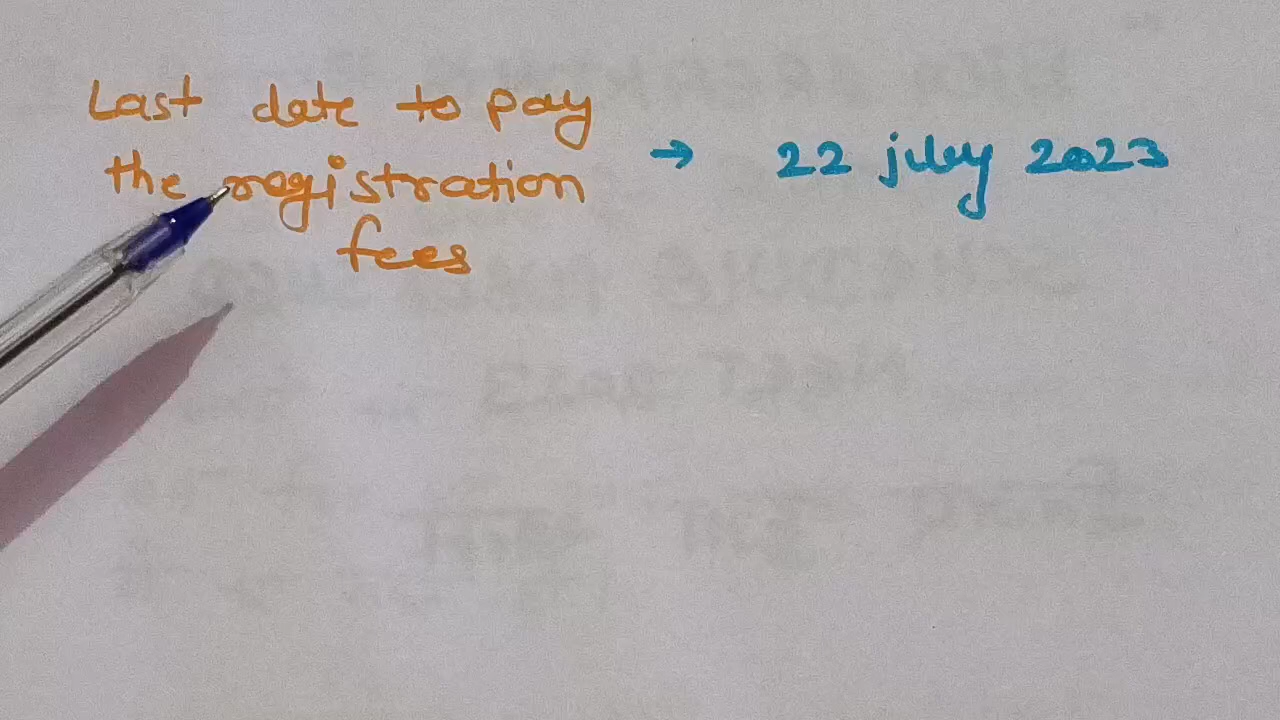 Last date to pay
the registration
fees
→ 22 july 2023